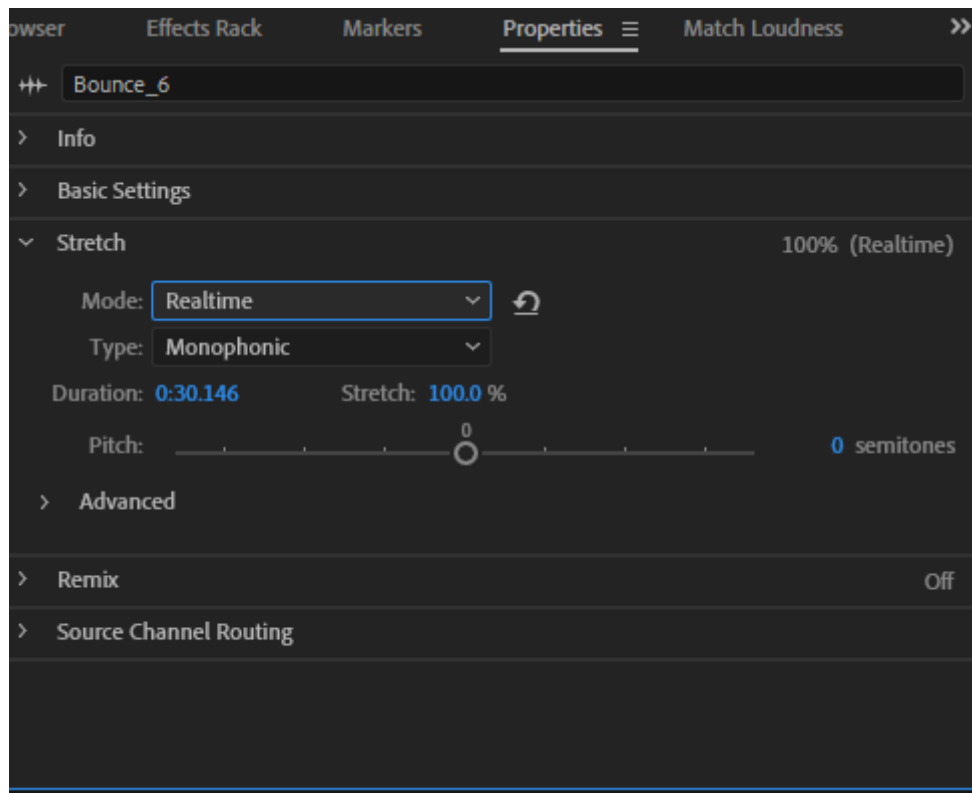 owser Effects Rack Markers Properties Match Loudness
Bounce_6
Info
Basic Settings
Stretch 100% (Realtime)
Mode: Realtime
Type: Monophonic
Duration: 0:30.146 Stretch: 100.0 %
0
Pitch: 0 semitones
Advanced
Remix Off
Source Channel Routing